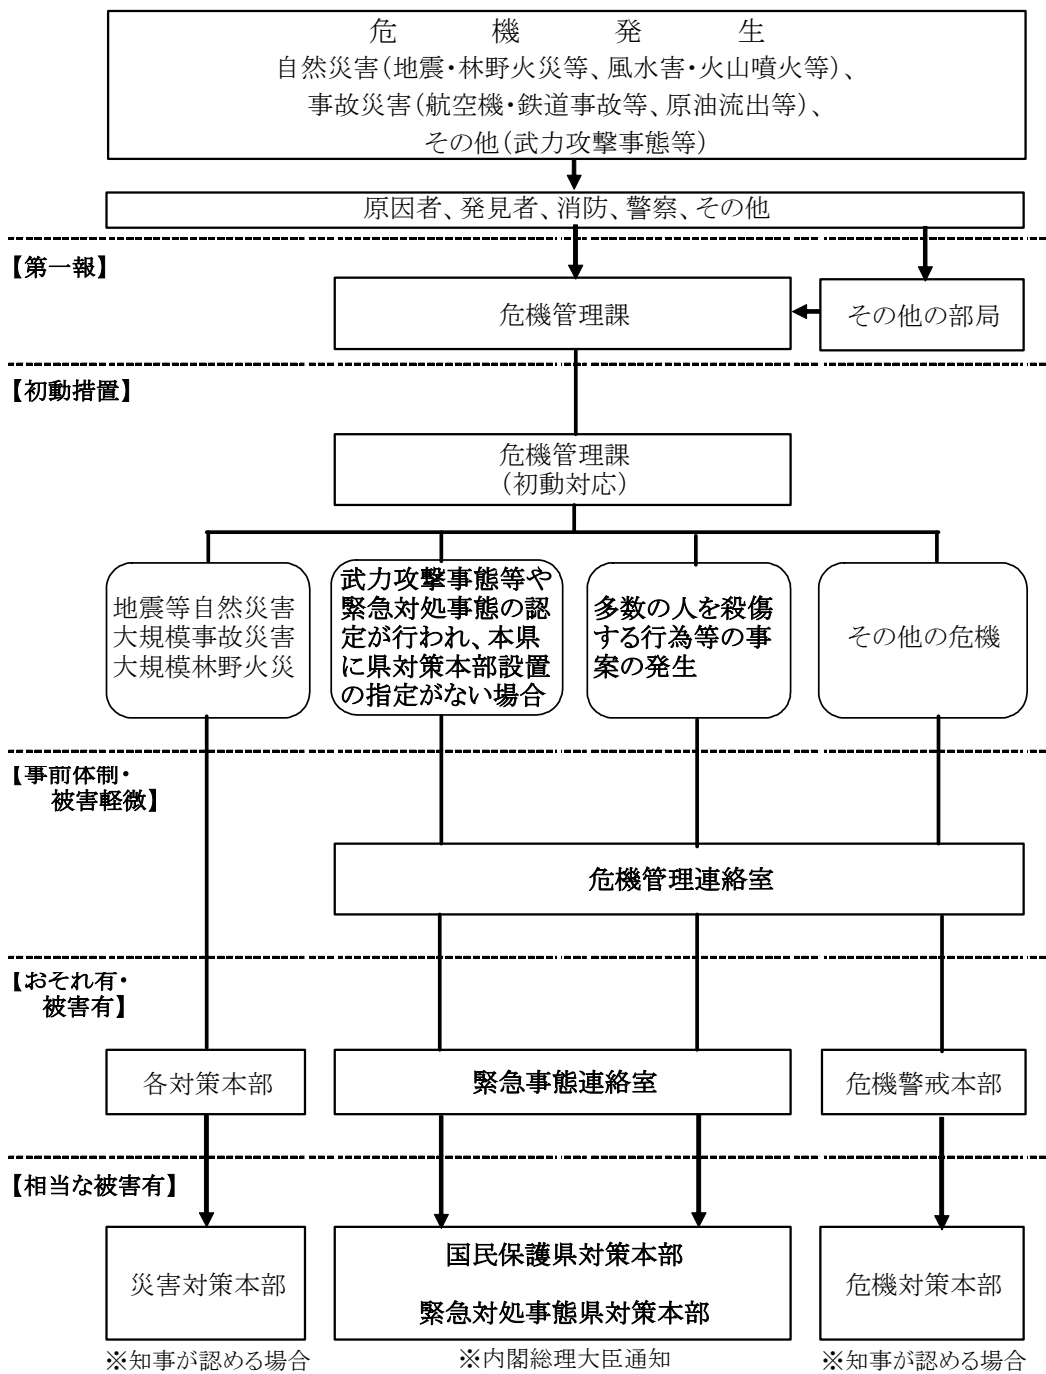 危機発生
自然災害(地震・林野火災等、風水害・火山噴火等)、
事故災害(航空機・鉄道事故等、原油流出等)、
その他(武力攻撃事態等)
原因者、発見者、消防、警察、その他
【第一報】
危機管理課
その他の部局
【初動措置】
危機管理課
(初動対応)
地震等自然災害
大規模事故災害
大規模林野火災
武力攻撃事態等や
緊急対処事態の認
定が行われ、本県
に県対策本部設置
の指定がない場合
多数の人を殺傷
する行為等の事
案の発生
その他の危機
【事前体制・
被害軽微】
危機管理連絡室
【おそれ有・
被害有】
各対策本部
緊急事態連絡室
危機警戒本部
【相当な被害有】
災害対策本部
国民保護県対策本部
緊急対処事態県対策本部
危機対策本部
※知事が認める場合
※内閣総理大臣通知
※知事が認める場合